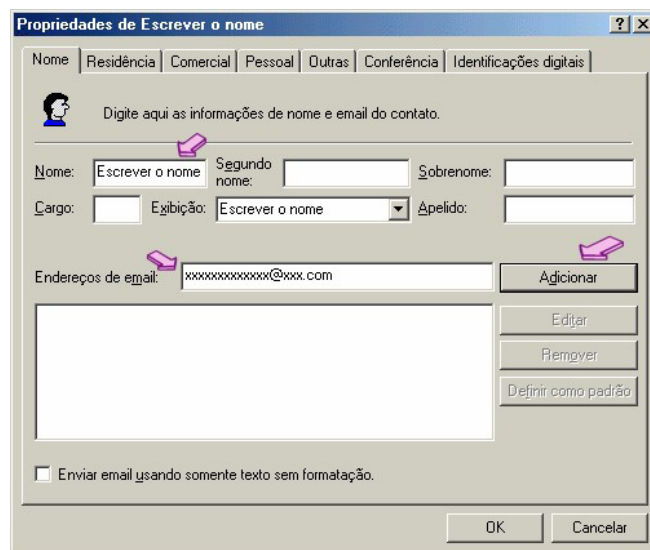 Propriedades de Escrever o nome
Nome Residência Comercial Pessoal Outras Conferência Identificações digitais
Digite aqui as informações de nome e email do contato.
Nome: Escrever o nome Segundo nome: Sobrenome:
Cargo: Exibição: Escrever o nome Apelido:
Endereços de email: xxxxxxxxxxxxx@xxx.com Adicionar
Editar
Remover
Definir como padrão
Enviar email usando somente texto sem formatação.
OK Cancelar